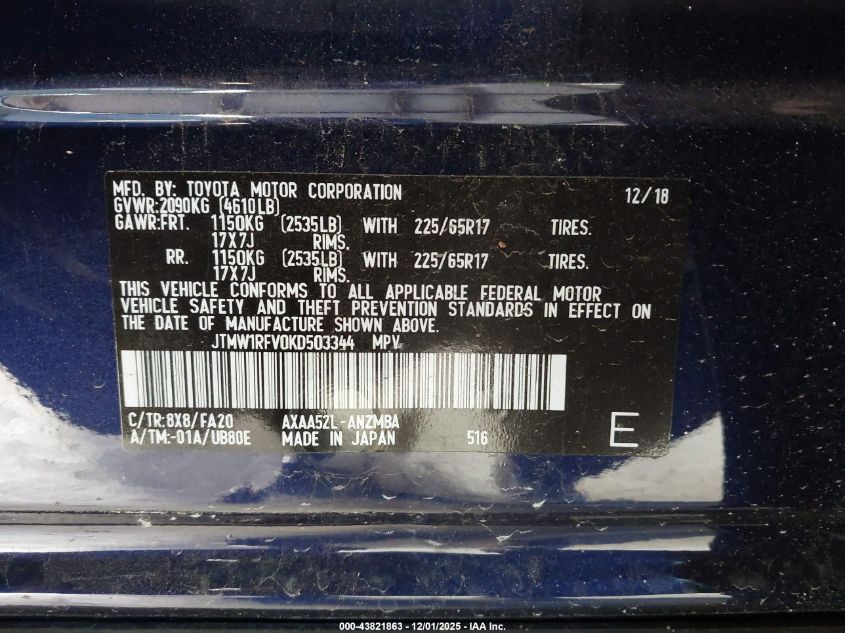 MFD. BY: TOYOTA MOTOR CORPORATION 12/18
GVWR:2090KG (4610LB)
GAWR:FRT. 1150KG (2535LB) WITH 225/65R17 TIRES.
17X7J RIMS.
RR. 1150KG (2535LB) WITH 225/65R17 TIRES.
17X7J RIMS.
THIS VEHICLE CONFORMS TO ALL APPLICABLE FEDERAL MOTOR
VEHICLE SAFETY AND THEFT PREVENTION STANDARDS IN EFFECT ON
THE DATE OF MANUFACTURE SHOWN ABOVE.
JTMW1RFV0KD503344 MPV
C/TR:8X8/FA20 AXAA52L-ANZMBA
A/TM:-01A/UB80E MADE IN JAPAN 516 E
000-43821863 - 12/01/2025 - IAA Inc.